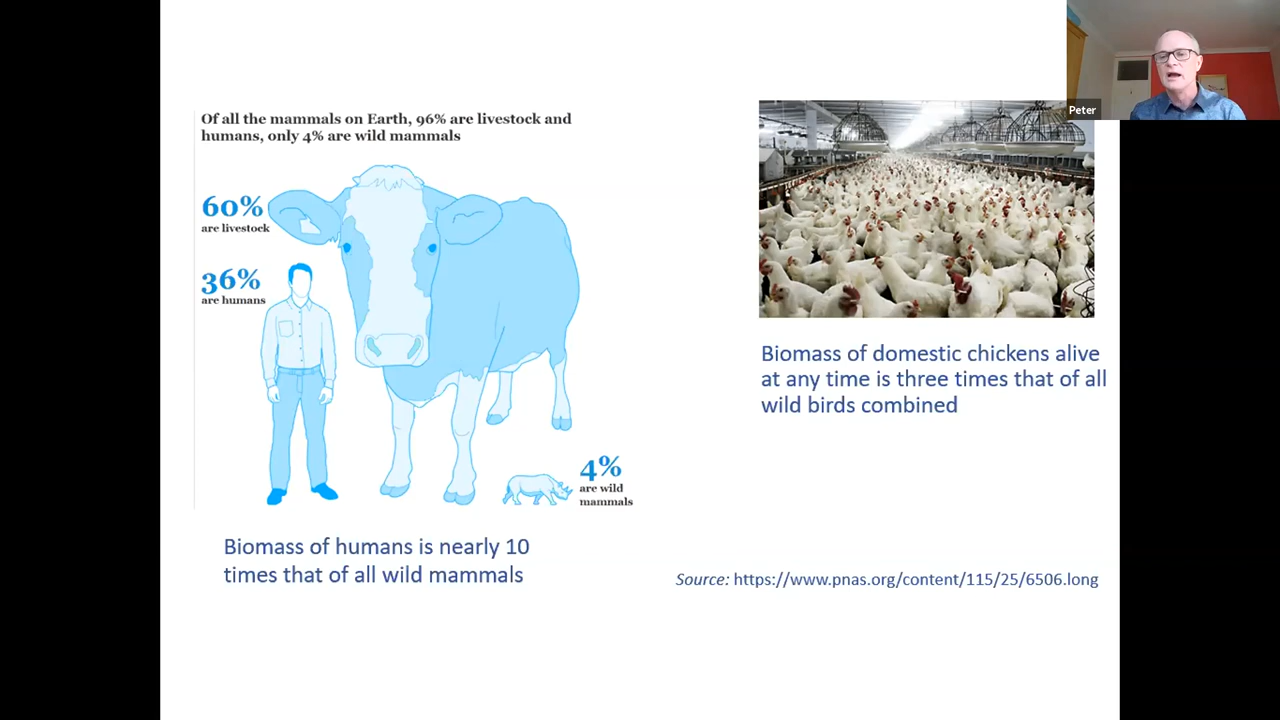 Peter
Of all the mammals on Earth, 96% are livestock and
humans, only 4% are wild mammals
60%
are livestock
36%
are humans
4%
are wild
mammals
Biomass of humans is nearly 10
times that of all wild mammals
Biomass of domestic chickens alive
at any time is three times that of all
wild birds combined
Source: https://www.pnas.org/content/115/25/6506.long